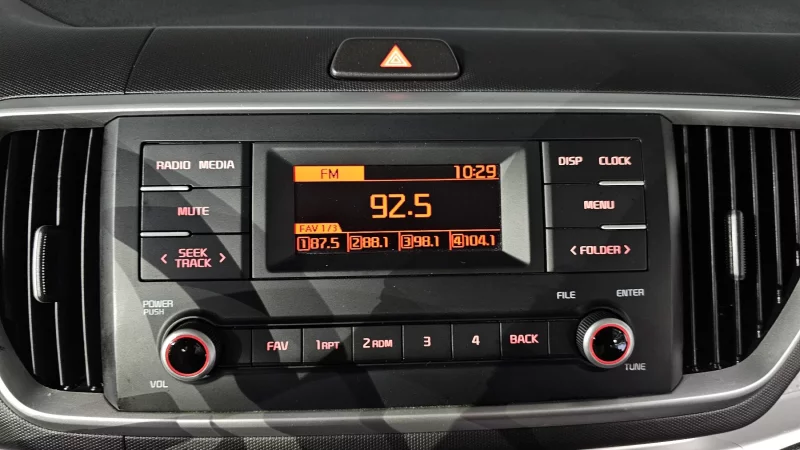 RADIO MEDIA
MUTE
< SEEK TRACK >
FM 10:29
92.5
FAV 1/3
1 87.5 2 88.1 3 98.1 4 104.1
DISP CLOCK
MENU
< FOLDER >
POWER
PUSH
VOL
FAV 1 RPT 2 RDM 3 4 BACK
FILE ENTER
TUNE